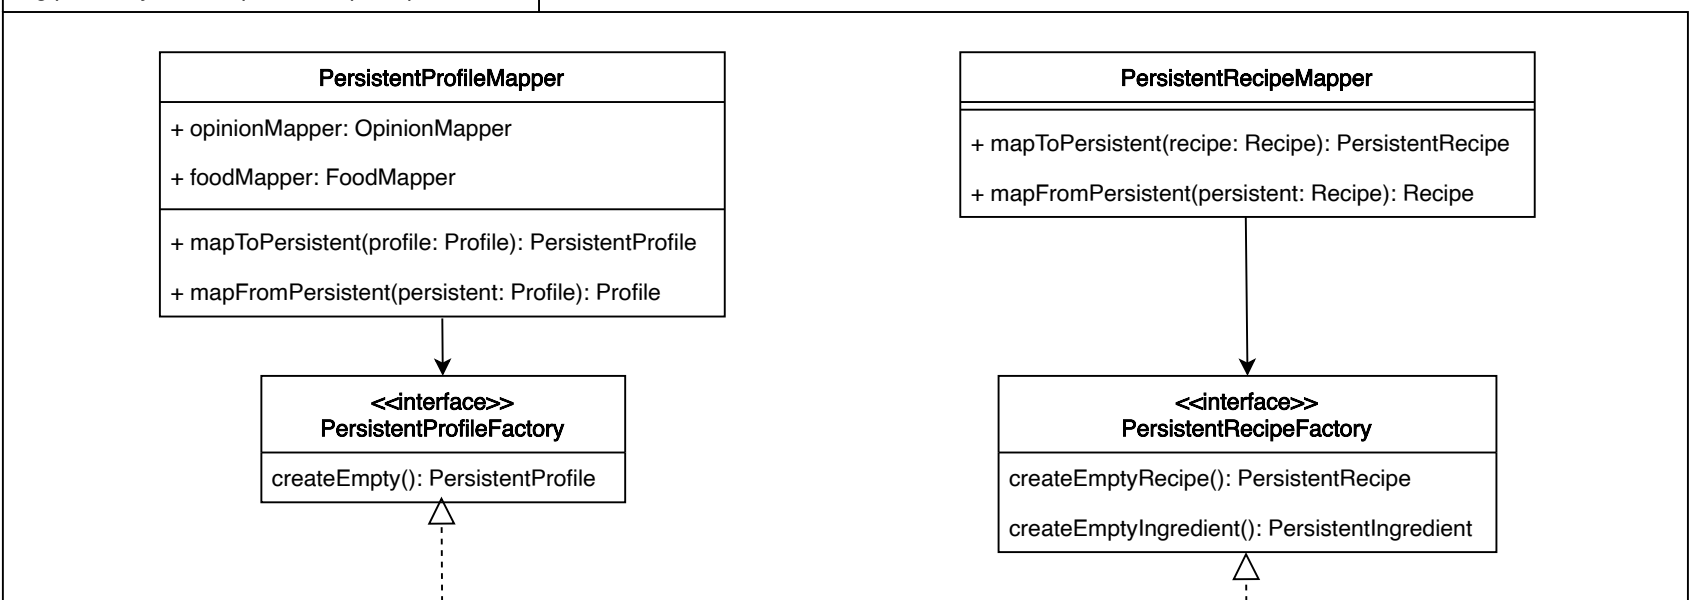 PersistentProfileMapper
+ opinionMapper: OpinionMapper
+ foodMapper: FoodMapper
+ mapToPersistent(profile: Profile): PersistentProfile
+ mapFromPersistent(persistent: Profile): Profile
<<interface>>
PersistentProfileFactory
createEmpty(): PersistentProfile
PersistentRecipeMapper
+ mapToPersistent(recipe: Recipe): PersistentRecipe
+ mapFromPersistent(persistent: Recipe): Recipe
<<interface>>
PersistentRecipeFactory
createEmptyRecipe(): PersistentRecipe
createEmptyIngredient(): PersistentIngredient